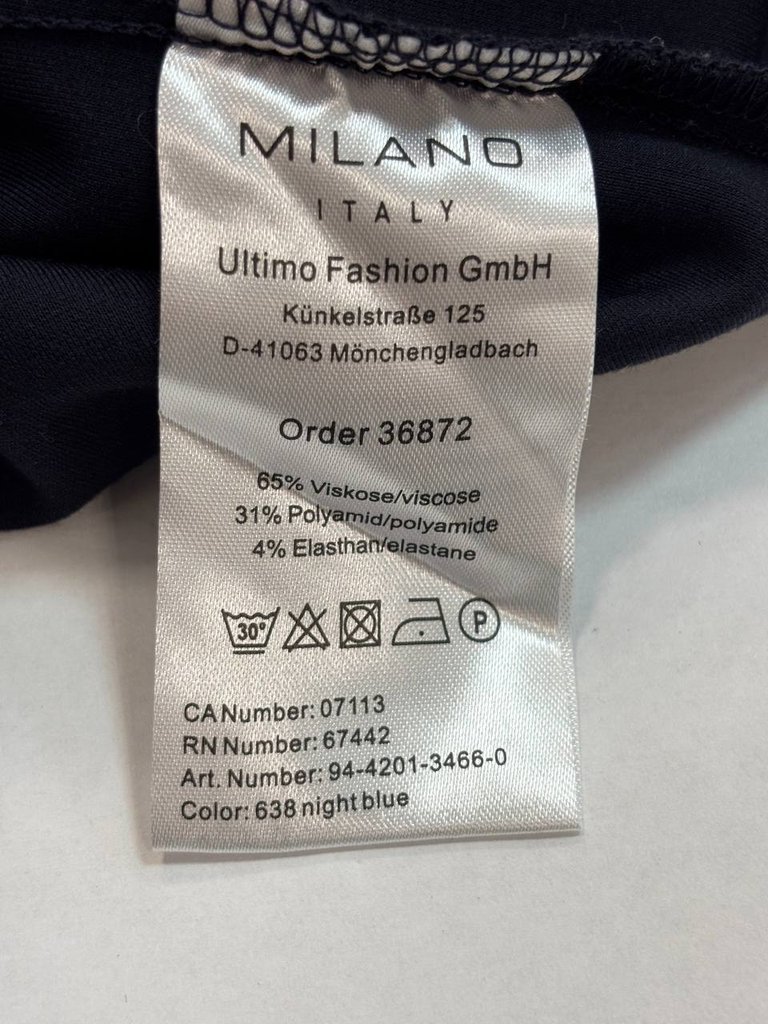 MILANO
ITALY
Ultimo Fashion GmbH
Künkelstraße 125
D-41063 Mönchengladbach
Order 36872
65% Viskose/viscose
31% Polyamid/polyamide
4% Elasthan/elastane
30° P
CA Number: 07113
RN Number: 67442
Art. Number: 94-4201-3466-0
Color: 638 night blue